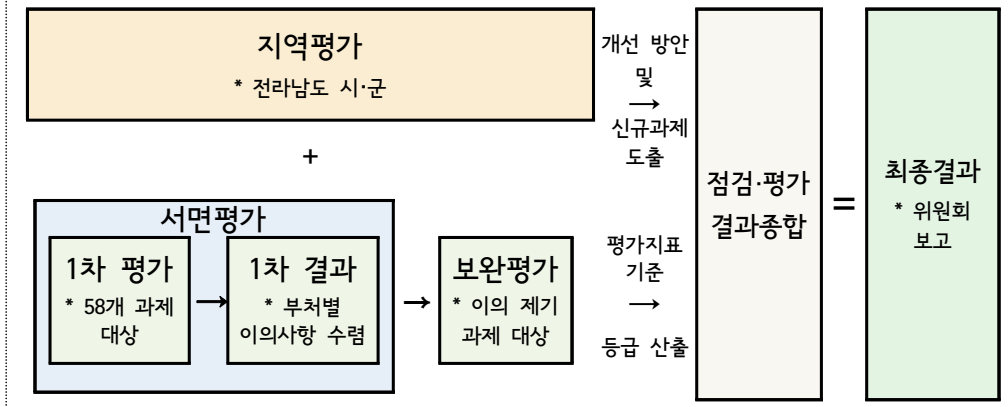 지역평가
* 전라남도 시·군
개선 방안
및
→
신규과제
도출
+
서면평가
1차 평가
* 58개 과제
대상
→
1차 결과
* 부처별
이의사항 수렴
→
보완평가
* 이의 제기
과제 대상
평가지표
기준
→
등급 산출
점검·평가
결과종합
=
최종결과
* 위원회
보고